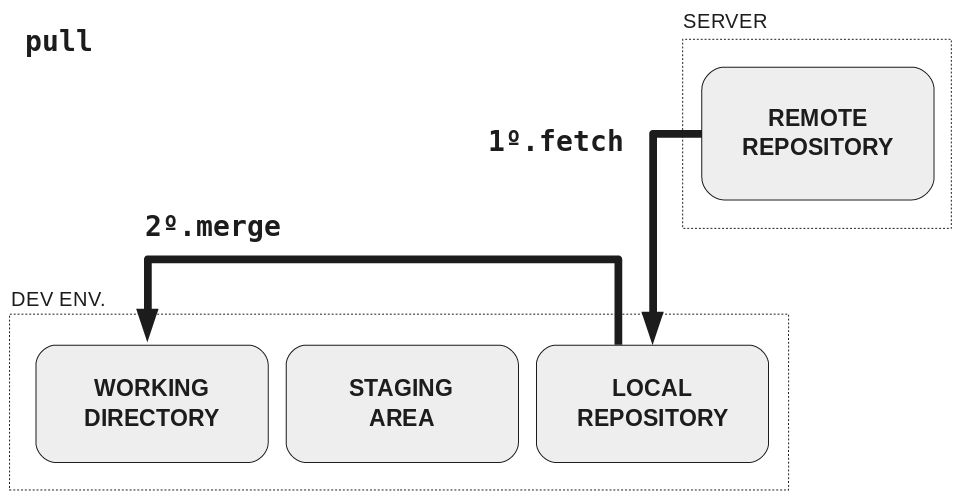 pull
SERVER
REMOTE
REPOSITORY
1º.fetch
2º.merge
DEV ENV.
WORKING
DIRECTORY
STAGING
AREA
LOCAL
REPOSITORY